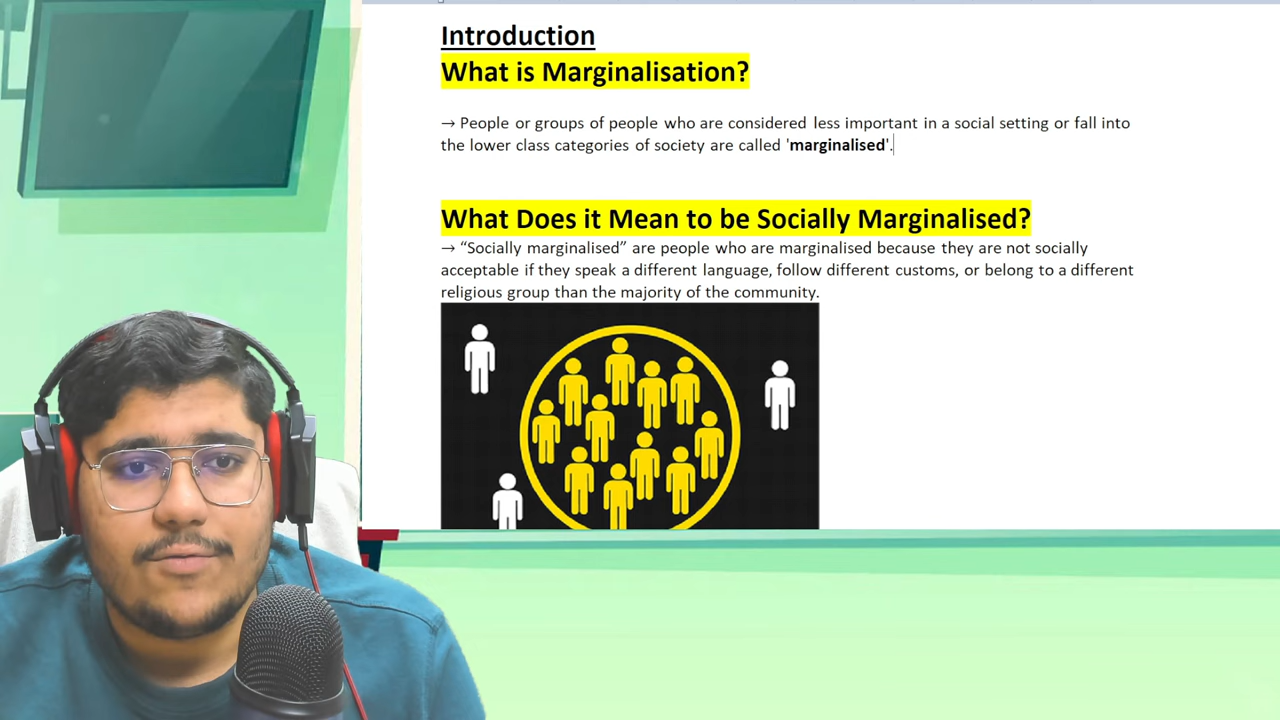 Introduction
What is Marginalisation?
→ People or groups of people who are considered less important in a social setting or fall into
the lower class categories of society are called 'marginalised'.
What Does it Mean to be Socially Marginalised?
→ “Socially marginalised” are people who are marginalised because they are not socially
acceptable if they speak a different language, follow different customs, or belong to a different
religious group than the majority of the community.